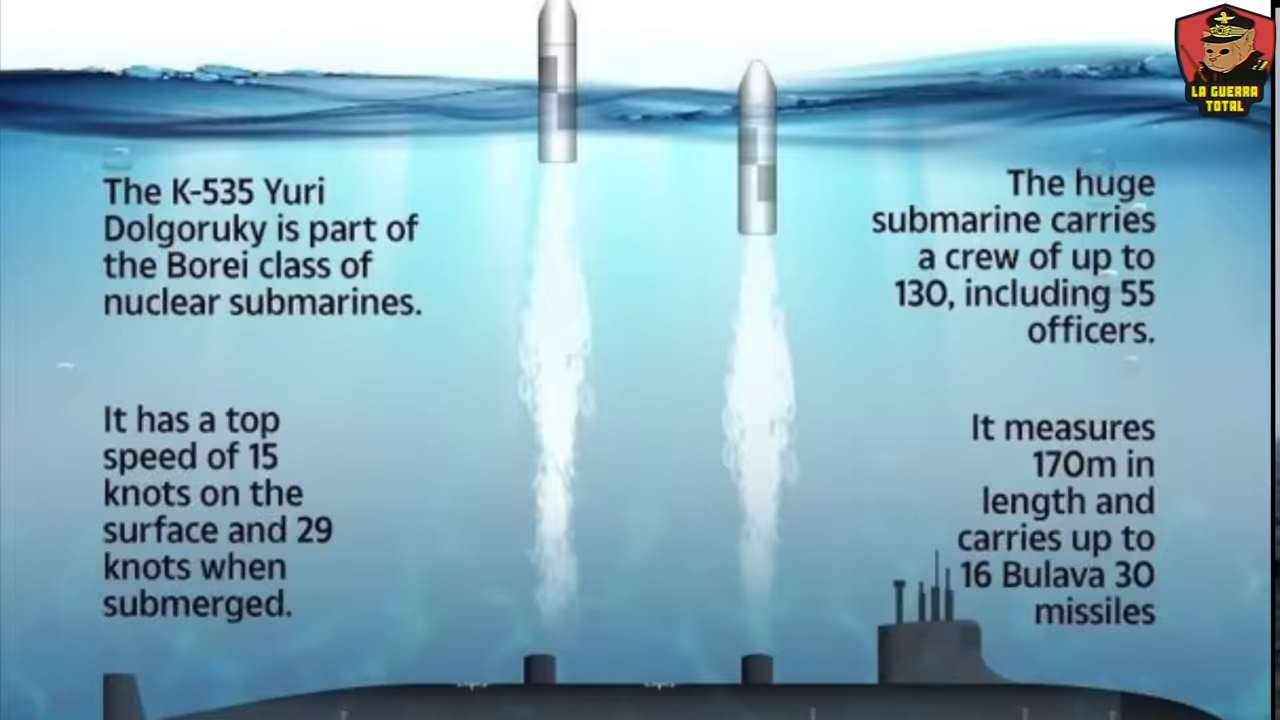 The K-535 Yuri
Dolgoruky is part of
the Borei class of
nuclear submarines.
It has a top
speed of 15
knots on the
surface and 29
knots when
submerged.
The huge
submarine carries
a crew of up to
130, including 55
officers.
It measures
170m in
length and
carries up to
16 Bulava 30
missiles
LA GUERRA
TOTAL